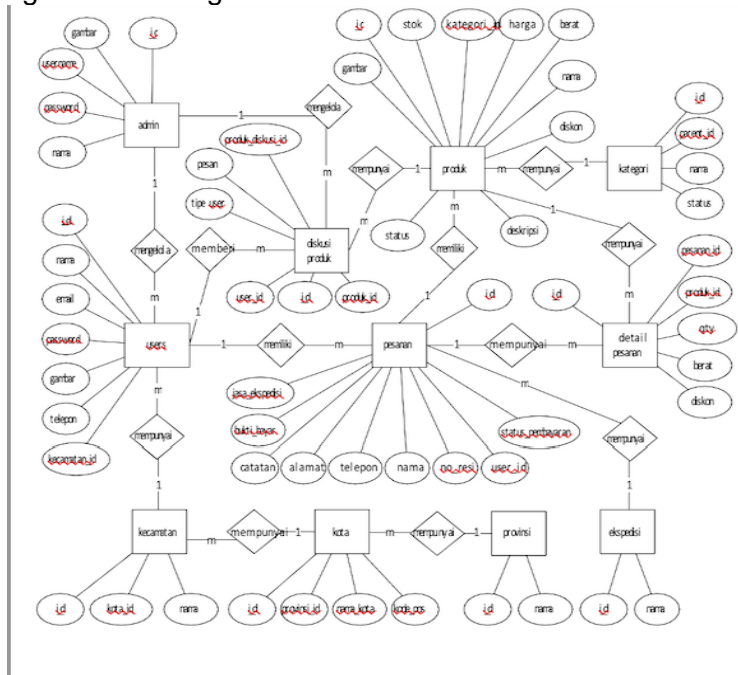 gambar
id
username
password
nama
admin
1
mengelola
m
produk_diskusi_id
pesan
tipe user
diskusi
produk
user_id
id
produk_id
ic
stok
kategori_id
harga
berat
gambar
nama
diskon
deskripsi
status
produk
mempunyai
1
m
m
mempunyai
1
kategori
id
parent_id
nama
status
1
mengelola
m
memberi
m
1
m
memiliki
1
1
mempunyai
m
id
nama
email
password
gambar
telepon
kecamatan_id
users
1
memiliki
m
pesanan
id
1
mempunyai
m
id
detail
pesanan
pesanan_id
produk_id
qty
berat
diskon
jasa_ekspedisi
bukti_bayar
catatan
alamat
telepon
nama
no_resi
user_id
status_pembayaran
m
mempunyai
1
m
mempunyai
1
kecamatan
m
mempunyai
1
kota
m
mempunyai
1
provinsi
ekspedisi
id
kota_id
nama
id
provinsi_id
nama_kota
kode_pos
id
nama
id
nama